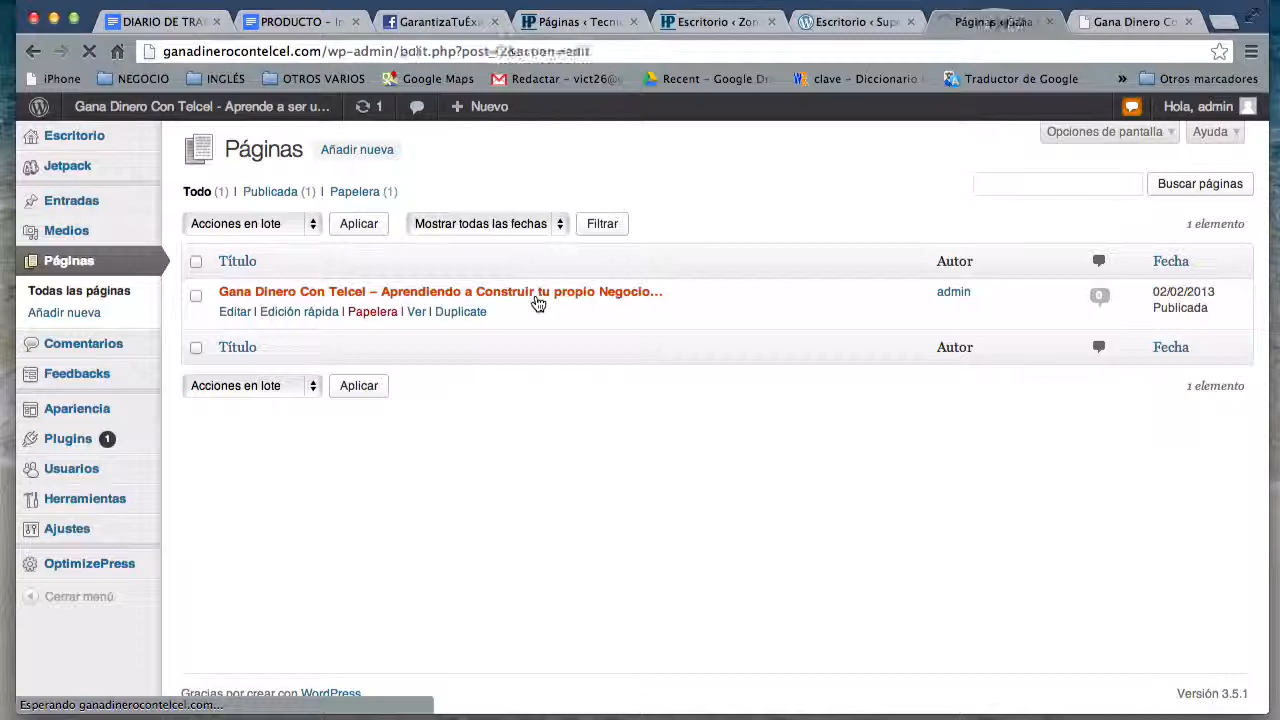 DIARIO DE TRA
PRODUCTO – In
GarantizaTuÉxi
Páginas ‹ Tecni
Escritorio ‹ Zon
Escritorio ‹ Sup
Páginas
Gana Dinero Co
ganadinerocontelcel.com/wp-admin/
iPhone
NEGOCIO
INGLÉS
OTROS VARIOS
Google Maps
Redactar – vict26@g
Recent – Google Dr
clave – Diccionario
Traductor de Google
»
Otros marcadores
Gana Dinero Con Telcel - Aprende a ser u...
1
Nuevo
Hola, admin
Escritorio
Jetpack
Entradas
Medios
Páginas
Todas las páginas
Añadir nueva
Comentarios
Feedbacks
Apariencia
Plugins 1
Usuarios
Herramientas
Ajustes
OptimizePress
Cerrar menú
Páginas
Añadir nueva
Opciones de pantalla
Ayuda
Todo (1) | Publicada (1) | Papelera (1)
Buscar páginas
Acciones en lote
Aplicar
Mostrar todas las fechas
Filtrar
1 elemento
Título
Autor
Fecha
Gana Dinero Con Telcel – Aprendiendo a Construir tu propio Negocio…
admin
0
02/02/2013
Publicada
Editar | Edición rápida | Papelera | Ver | Duplicate
Título
Autor
Fecha
Acciones en lote
Aplicar
1 elemento
Gracias por crear con WordPress.
Versión 3.5.1
Esperando ganadinerocontelcel.com...